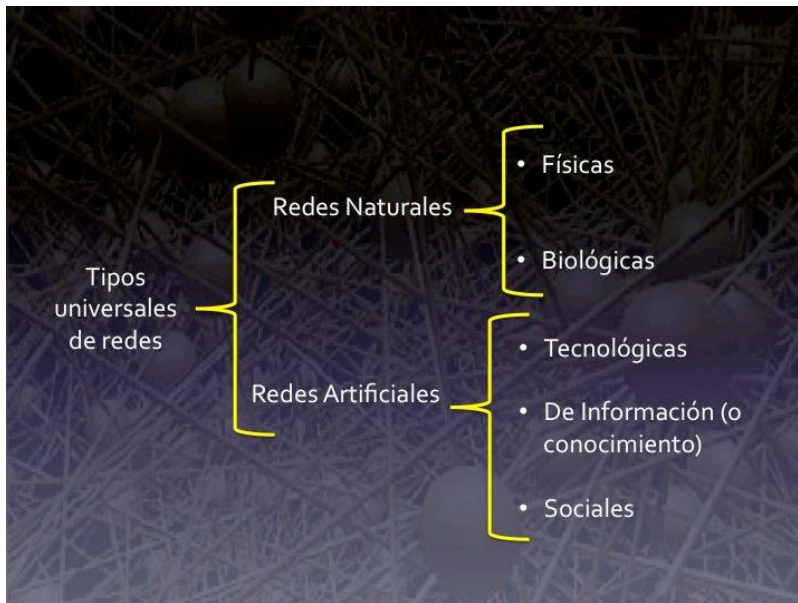 Tipos
universales
de redes
Redes Naturales
• Físicas
• Biológicas
Redes Artificiales
• Tecnológicas
• De Información (o
conocimiento)
• Sociales